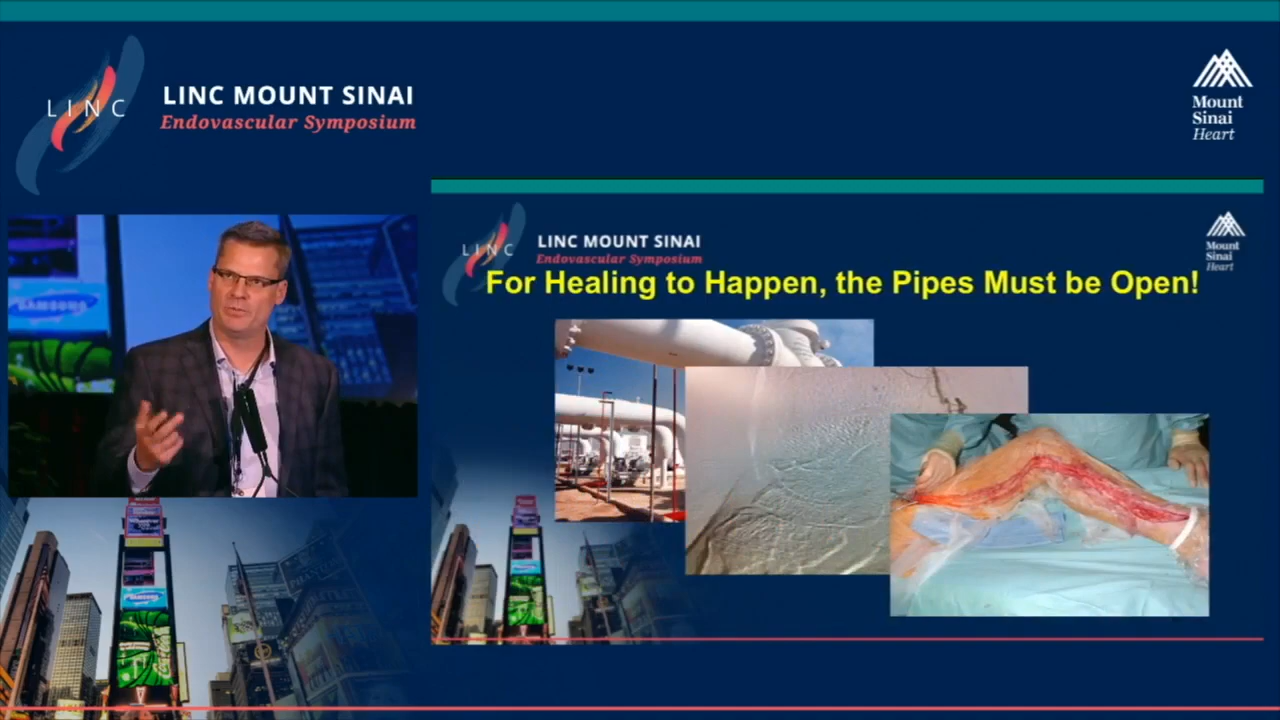 LINC
LINC MOUNT SINAI
Endovascular Symposium
Mount
Sinai
Heart
LINC
LINC MOUNT SINAI
Endovascular Symposium
Mount
Sinai
Heart
For Healing to Happen, the Pipes Must be Open!
SAMSUNG